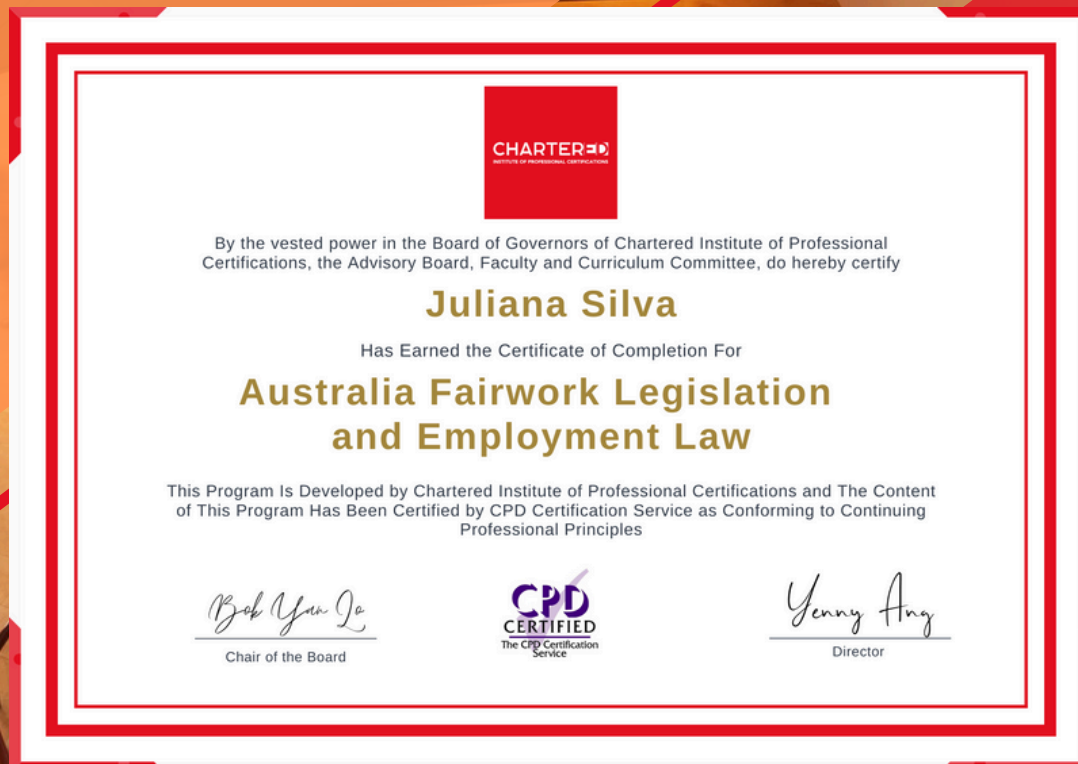 CHARTERED
INSTITUTE OF PROFESSIONAL CERTIFICATIONS
By the vested power in the Board of Governors of Chartered Institute of Professional
Certifications, the Advisory Board, Faculty and Curriculum Committee, do hereby certify
Juliana Silva
Has Earned the Certificate of Completion For
Australia Fairwork Legislation
and Employment Law
This Program Is Developed by Chartered Institute of Professional Certifications and The Content
of This Program Has Been Certified by CPD Certification Service as Conforming to Continuing
Professional Principles
Bok Yan Lo
Chair of the Board
CPD
CERTIFIED
The CPD Certification
Service
Yenny Ang
Director